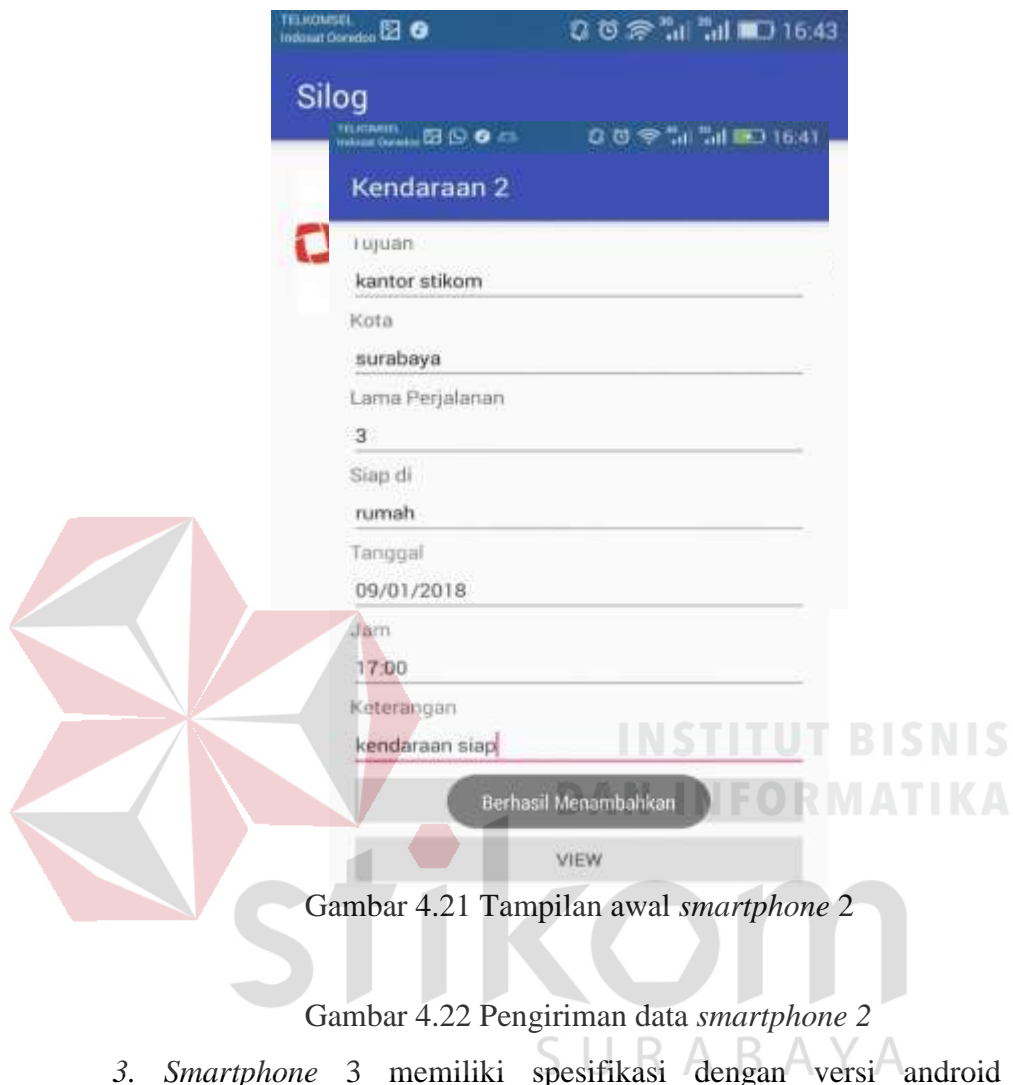 TELKOMSEL
Indosat Ooredoo
16:43
Silog
TELKOMSEL
Indosat Ooredoo
16:41
Kendaraan 2
Tujuan
kantor stikom
Kota
surabaya
Lama Perjalanan
3
Siap di
rumah
Tanggal
09/01/2018
Jam
17:00
Keterangan
kendaraan siap
Berhasil Menambahkan
VIEW
INSTITUT BISNIS
DAN INFORMATIKA
stikom
SURABAYA
Gambar 4.21 Tampilan awal smartphone 2
Gambar 4.22 Pengiriman data smartphone 2
3. Smartphone 3 memiliki spesifikasi dengan versi android